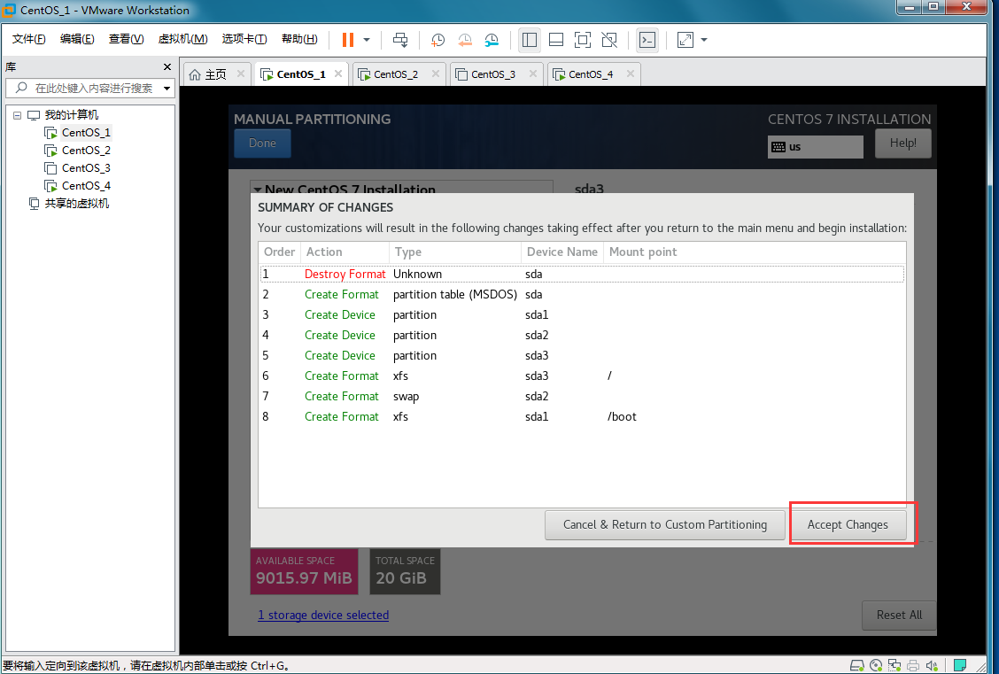 CentOS_1 - VMware Workstation
文件(F) 编辑(E) 查看(V) 虚拟机(M) 选项卡(T) 帮助(H)
库
在此处键入内容进行搜索
我的计算机
CentOS_1
CentOS_2
CentOS_3
CentOS_4
共享的虚拟机
主页 CentOS_1 CentOS_2 CentOS_3 CentOS_4
MANUAL PARTITIONING CENTOS 7 INSTALLATION
Done us Help!
New CentOS 7 Installation sda3
SUMMARY OF CHANGES
Your customizations will result in the following changes taking effect after you return to the main menu and begin installation:
Order Action Type Device Name Mount point
1 Destroy Format Unknown sda
2 Create Format partition table (MSDOS) sda
3 Create Device partition sda1
4 Create Device partition sda2
5 Create Device partition sda3
6 Create Format xfs sda3 /
7 Create Format swap sda2
8 Create Format xfs sda1 /boot
Cancel & Return to Custom Partitioning Accept Changes
AVAILABLE SPACE TOTAL SPACE
9015.97 MiB 20 GiB
1 storage device selected Reset All
要将输入定向到该虚拟机，请在虚拟机内部单击或按 Ctrl+G。